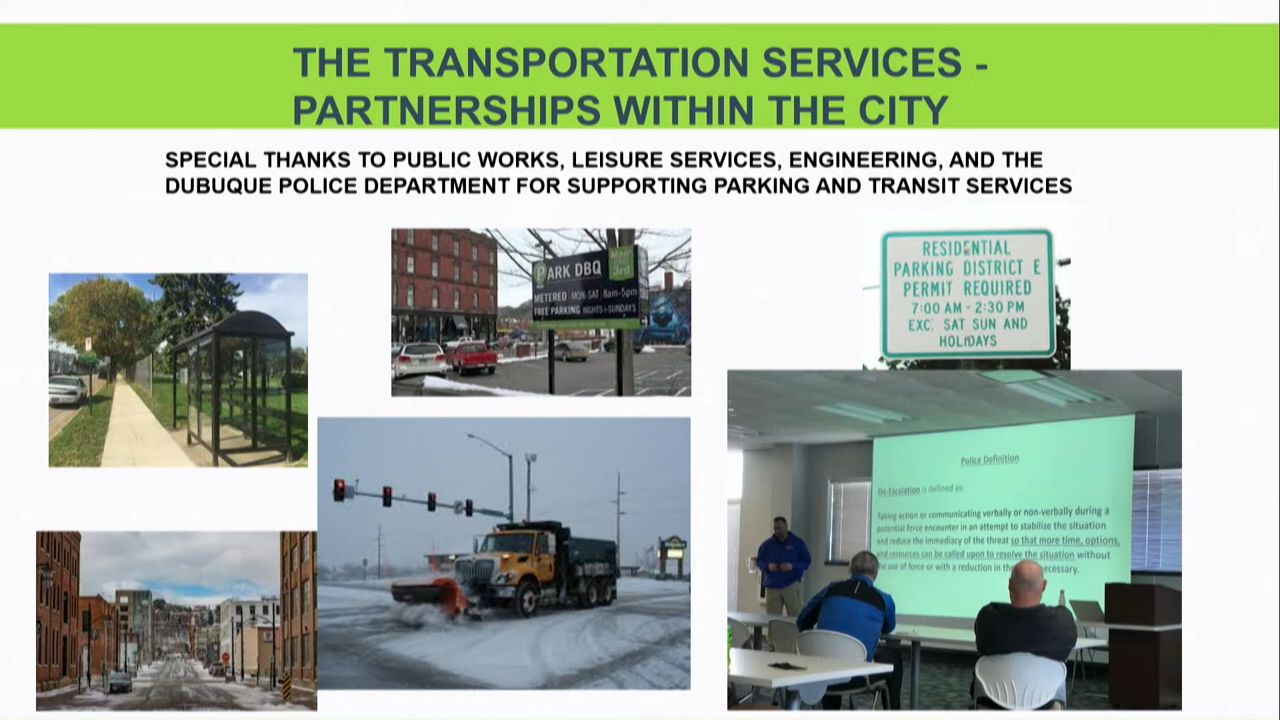 THE TRANSPORTATION SERVICES -
PARTNERSHIPS WITHIN THE CITY
SPECIAL THANKS TO PUBLIC WORKS, LEISURE SERVICES, ENGINEERING, AND THE
DUBUQUE POLICE DEPARTMENT FOR SUPPORTING PARKING AND TRANSIT SERVICES
PARK DBQ
3rd
METERED MON-SAT 8am-5pm
FREE PARKING NIGHTS + SUNDAYS
RESIDENTIAL
PARKING DISTRICT E
PERMIT REQUIRED
7:00 AM - 2:30 PM
EXC. SAT SUN AND
HOLIDAYS
Police Definition
De-Escalation is defined as:
Taking action or communicating verbally or non-verbally during a
potential force encounter in an attempt to stabilize the situation
and reduce the immediacy of the threat so that more time, options,
and resources can be called upon to resolve the situation without
the use of force or with a reduction in the necessary.